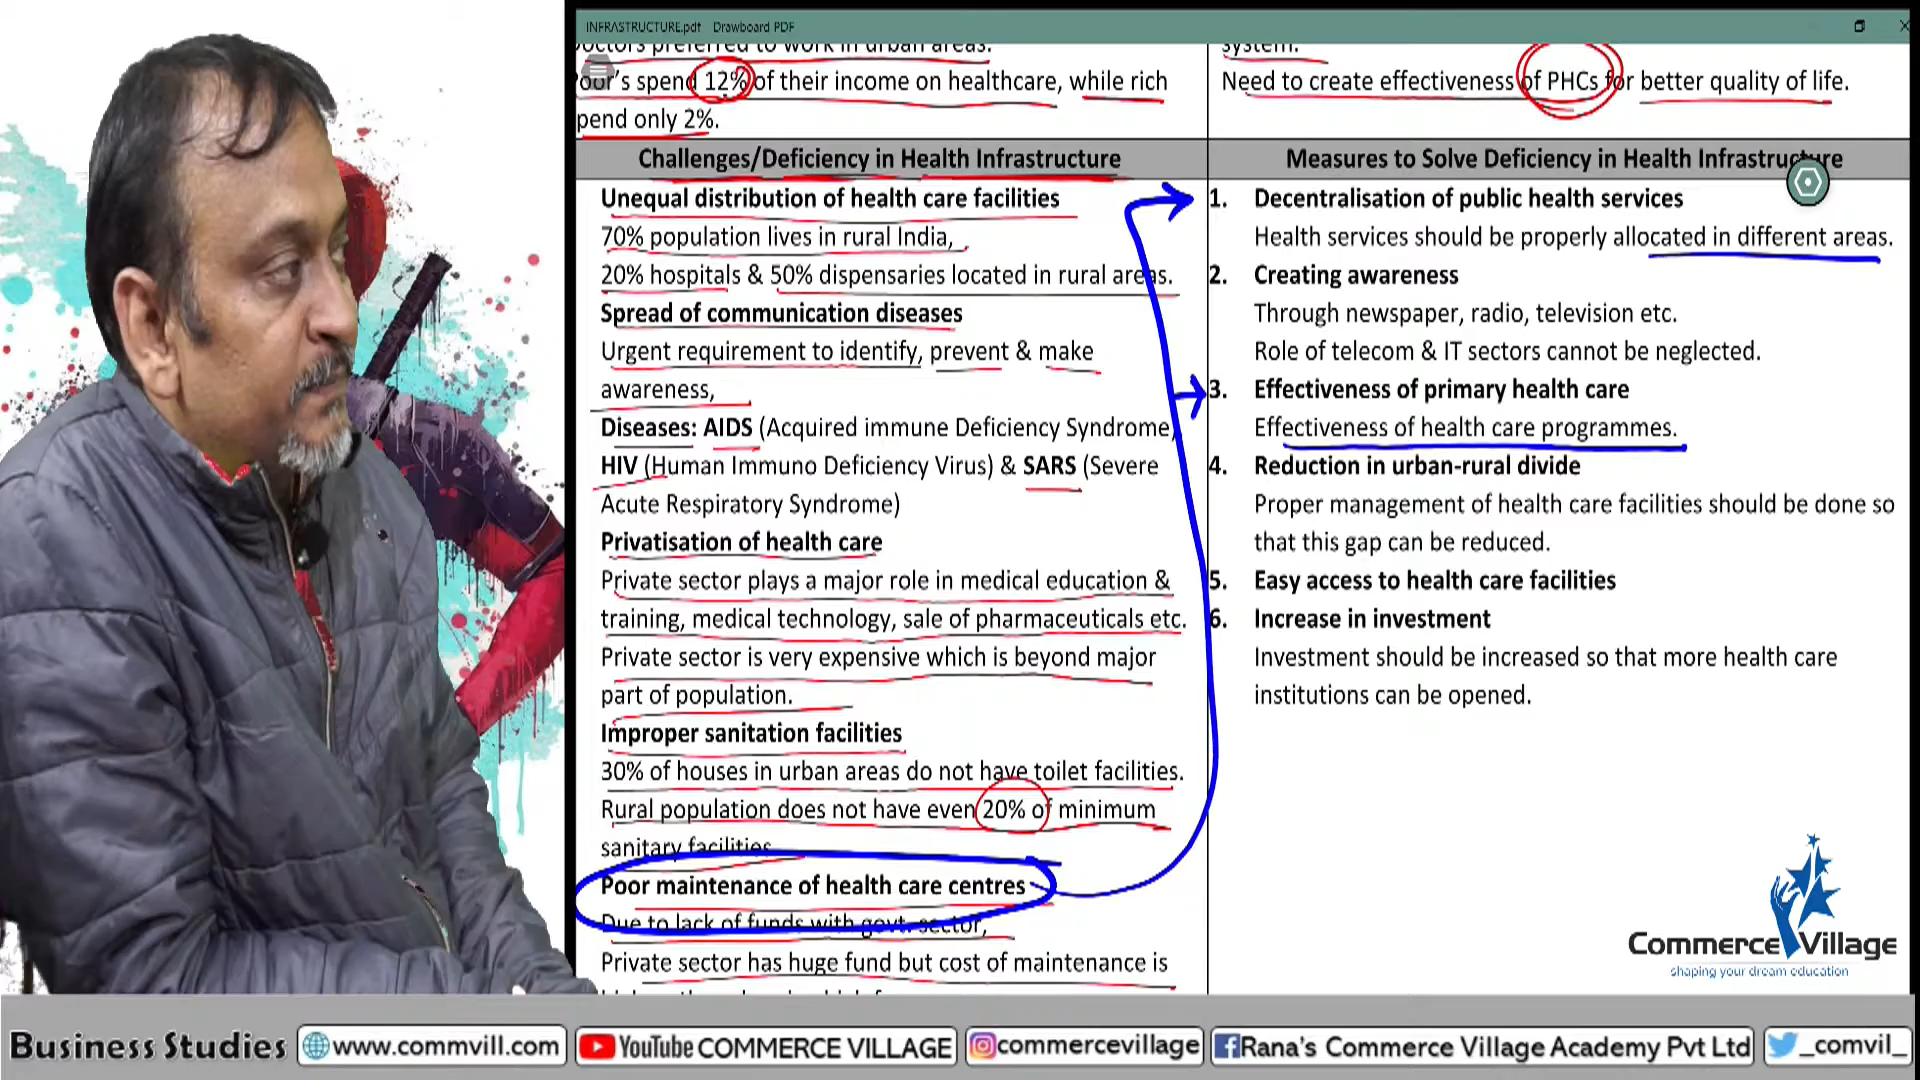 INFRASTRUCTURE.pdf Drawboard PDF
Doctors preferred to work in urban areas.
oor's spend 12% of their income on healthcare, while rich
pend only 2%.
system.
Need to create effectiveness of PHCs for better quality of life.
Challenges/Deficiency in Health Infrastructure
Unequal distribution of health care facilities
70% population lives in rural India,
20% hospitals & 50% dispensaries located in rural areas.
Spread of communication diseases
Urgent requirement to identify, prevent & make
awareness,
Diseases: AIDS (Acquired immune Deficiency Syndrome),
HIV (Human Immuno Deficiency Virus) & SARS (Severe
Acute Respiratory Syndrome)
Privatisation of health care
Private sector plays a major role in medical education &
training, medical technology, sale of pharmaceuticals etc.
Private sector is very expensive which is beyond major
part of population.
Improper sanitation facilities
30% of houses in urban areas do not have toilet facilities.
Rural population does not have even 20% of minimum
sanitary facilities
Poor maintenance of health care centres
Due to lack of funds with govt. sector,
Private sector has huge fund but cost of maintenance is
Measures to Solve Deficiency in Health Infrastructure
1. Decentralisation of public health services
Health services should be properly allocated in different areas.
2. Creating awareness
Through newspaper, radio, television etc.
Role of telecom & IT sectors cannot be neglected.
3. Effectiveness of primary health care
Effectiveness of health care programmes.
4. Reduction in urban-rural divide
Proper management of health care facilities should be done so
that this gap can be reduced.
5. Easy access to health care facilities
6. Increase in investment
Investment should be increased so that more health care
institutions can be opened.
Commerce Village
shaping your dream education
Business Studies
www.commvill.com
YouTube COMMERCE VILLAGE
commercevillage
Rana's Commerce Village Academy Pvt Ltd
_comvil_